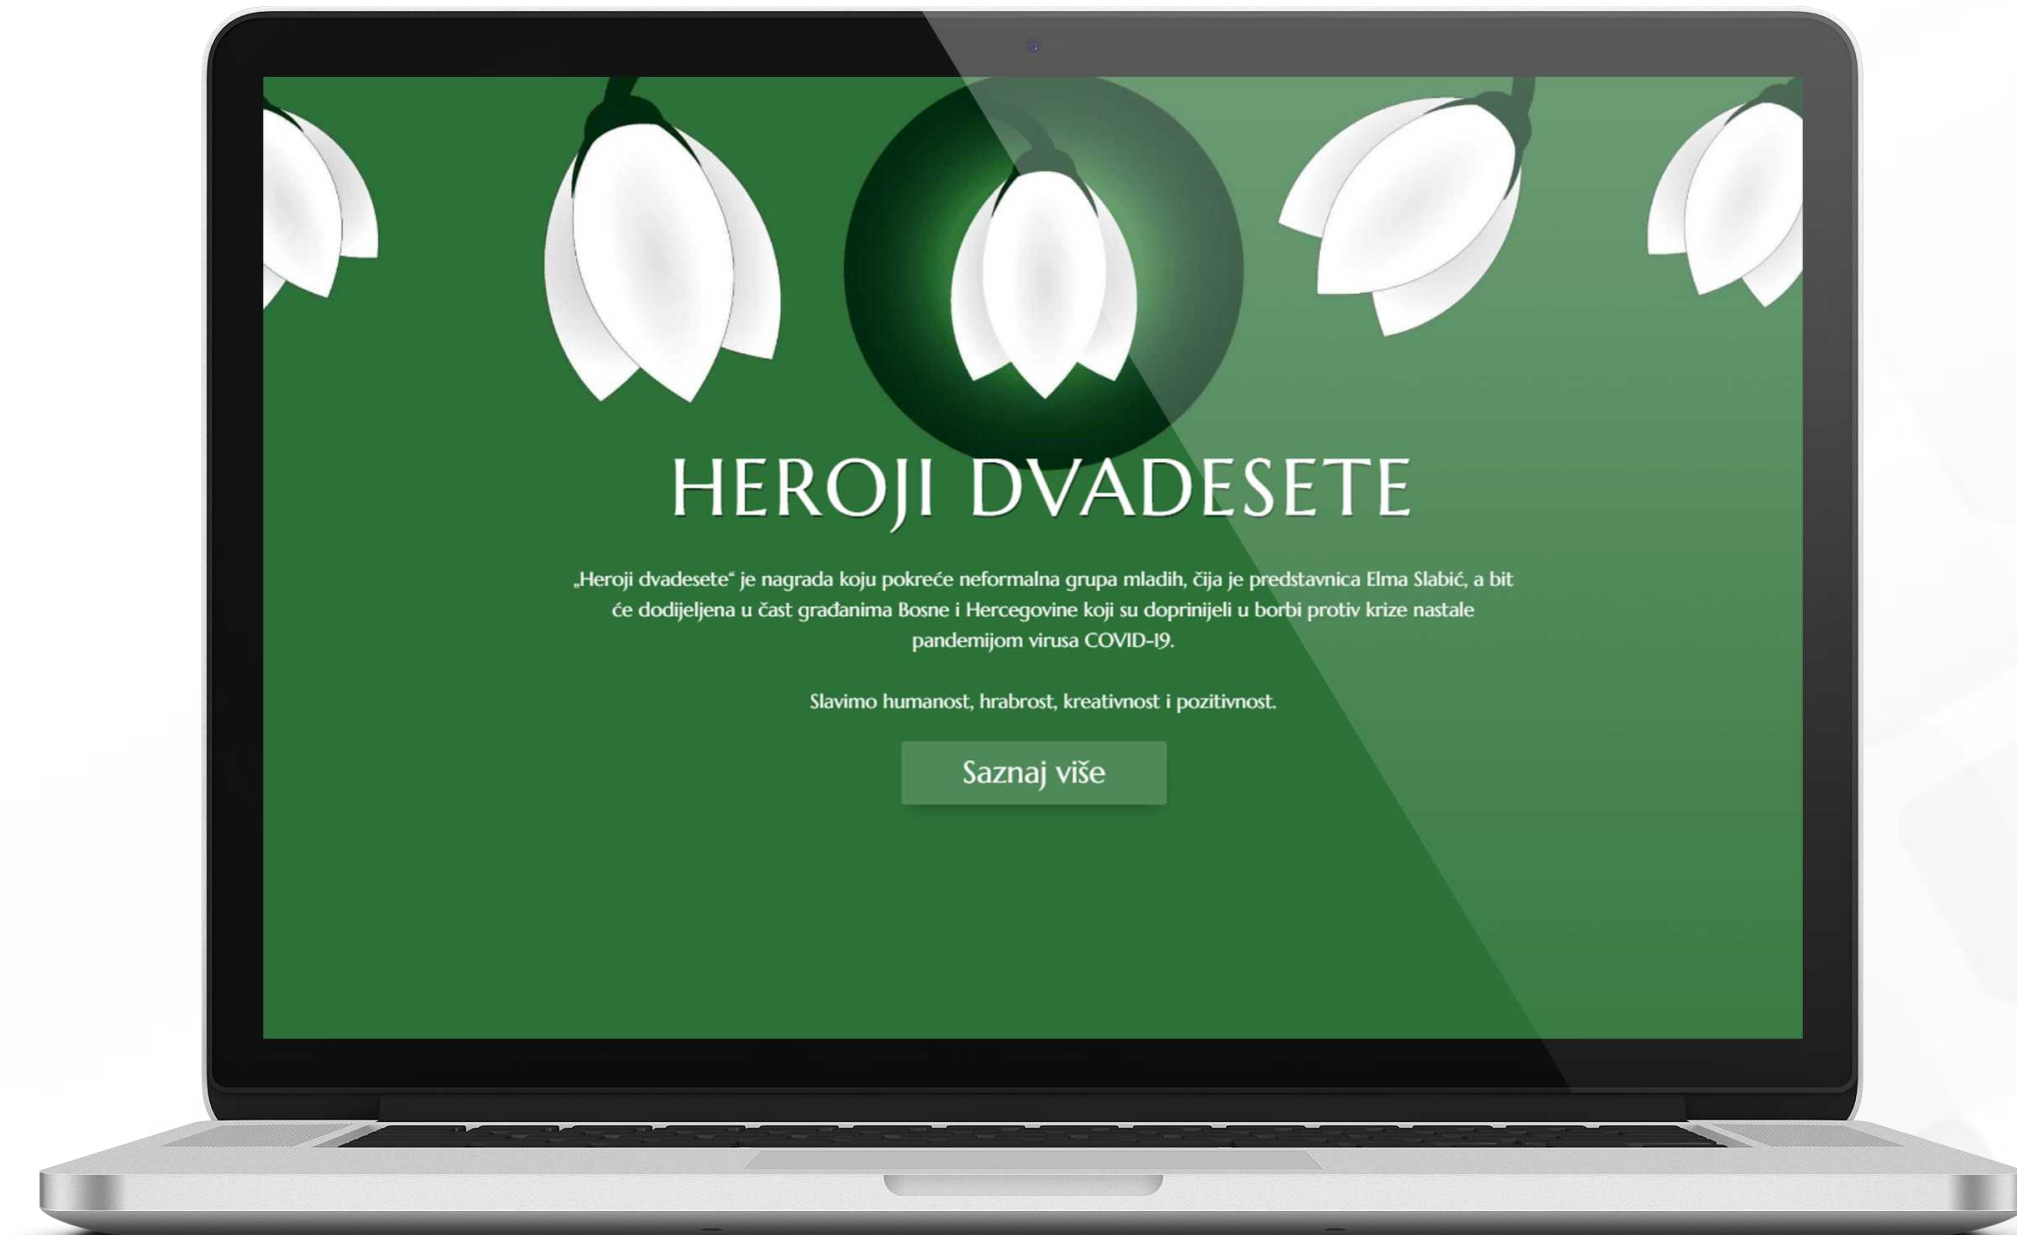 HEROJI DVADESETE
„Heroji dvadesete“ je nagrada koju pokreće neformalna grupa mladih, čija je predstavnica Elma Slabić, a bit
će dodijeljena u čast građanima Bosne i Hercegovine koji su doprinijeli u borbi protiv krize nastale
pandemijom virusa COVID-19.
Slavimo humanost, hrabrost, kreativnost i pozitivnost.
Saznaj više